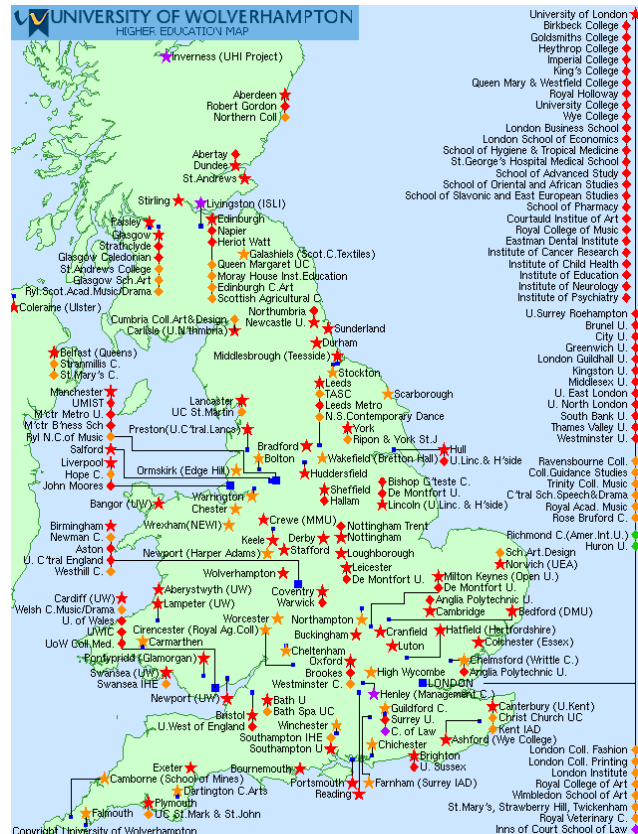 UNIVERSITY OF WOLVERHAMPTON
HIGHER EDUCATION MAP
Inverness (UHI Project)
Aberdeen
Robert Gordon
Northern Coll
Abertay
Dundee
St.Andrews
Stirling
Livingston (ISLI)
Paisley
Glasgow
Strathclyde
Glasgow Caledonian
St.Andrews College
Glasgow Sch.Art
Ryl.Scot.Acad.Music/Drama
Edinburgh
Napier
Heriot Watt
Galashiels (Scot.C.Textiles)
Queen Margaret UC
Moray House Inst.Education
Edinburgh C.Art
Scottish Agricultural C.
Coleraine (Ulster)
Cumbria Coll.Art& Design
Carlisle (U.N'thmbria)
Northumbria
Newcastle U.
Sunderland
Durham
Middlesbrough (Teesside)
Stockton
Belfast (Queens)
Stranmillis C.
St.Mary's C.
Leeds
TASC
Leeds Metro
N.S.Contemporary Dance
Scarborough
Manchester
UMIST
M'ctr Metro U.
M'ctr B'ness Sch
Ryl N.C.of Music
Salford
Liverpool
Hope C.
John Moores
Lancaster
UC St.Martin
Preston(U.C'tral.Lancs)
York
Ripon & York St.J
Bradford
Bolton
Wakefield (Bretton Hall)
Hull
U.Linc.& H'side
Ormskirk (Edge Hill)
Huddersfield
Sheffield
Hallam
Bishop G'teste C.
De Montfort U.
Lincoln (U.Linc. & H'side)
Bangor (UW)
Warrington
Chester
Wrexham(NEWI)
Crewe (MMU)
Keele
Derby
Nottingham Trent
Nottingham
Birmingham
Newman C.
Aston
U. C'tral England
Westhill C.
Newport (Harper Adams)
Stafford
Loughborough
Sch.Art.Design
Norwich (UEA)
Wolverhampton
Leicester
De Montfort U.
Milton Keynes (Open U.)
De Montfort U.
Anglia Polytechnic U.
Cardiff (UW)
Welsh C.Music/Drama
U. of Wales
UWIC
UoW Coll Med.
Aberystwyth (UW)
Lampeter (UW)
Coventry
Warwick
Cambridge
Bedford (DMU)
Worcester
Northampton
Cirencester (Royal Ag.Coll)
Buckingham
Cranfield
Hatfield (Hertfordshire)
Colchester (Essex)
Carmarthen
Cheltenham
Luton
Pontypridd (Glamorgan)
Oxford
Brookes
Westminster C.
Chelmsford (Writtle C.)
Anglia Polytechnic U.
Swansea (UW)
Swansea IHE
High Wycombe
LONDON
Newport (UW)
Bath U
Bath Spa UC
Henley (Management C.)
Bristol
U.West of England
Guildford C.
Surrey U.
C. of Law
Canterbury (U.Kent)
Christ Church UC
Kent IAD
Winchester
Southampton IHE
Southampton U
Chichester
Ashford (Wye College)
Brighton
U. Sussex
Exeter
Bournemouth
Camborne (School of Mines)
Dartington C.Arts
Portsmouth
Reading
Farnham (Surrey IAD)
Plymouth
UC St.Mark & St.John
Falmouth
Copyright University of Wolverhampton
University of London
Birkbeck College
Goldsmiths College
Heythrop College
Imperial College
King's College
Queen Mary & Westfield College
Royal Holloway
University College
Wye College
London Business School
London School of Economics
School of Hygiene & Tropical Medicine
St.George's Hospital Medical School
School of Advanced Study
School of Oriental and African Studies
School of Slavonic and East European Studies
School of Pharmacy
Courtauld Institue of Art
Royal College of Music
Eastman Dental Institute
Institute of Cancer Research
Institute of Child Health
Institute of Education
Institute of Neurology
Institute of Psychiatry
U.Surrey Roehampton
Brunel U.
City U.
Greenwich U.
London Guildhall U.
Kingston U.
Middlesex U.
U. East London
U. North London
South Bank U.
Thames Valley U.
Westminster U.
Ravensbourne Coll.
Coll.Guidance Studies
Trinity Coll. Music
C'tral Sch.Speech&Drama
Royal Acad. Music
Rose Bruford C.
Richmond C.(Amer.Int.U.)
Huron U.
London Coll. Fashion
London Coll. Printing
London Institute
Royal College of Art
Wimbledon School of Art
St.Mary's, Strawberry Hill, Twickenham
Royal Veterinary C.
Inns of Court School of Law